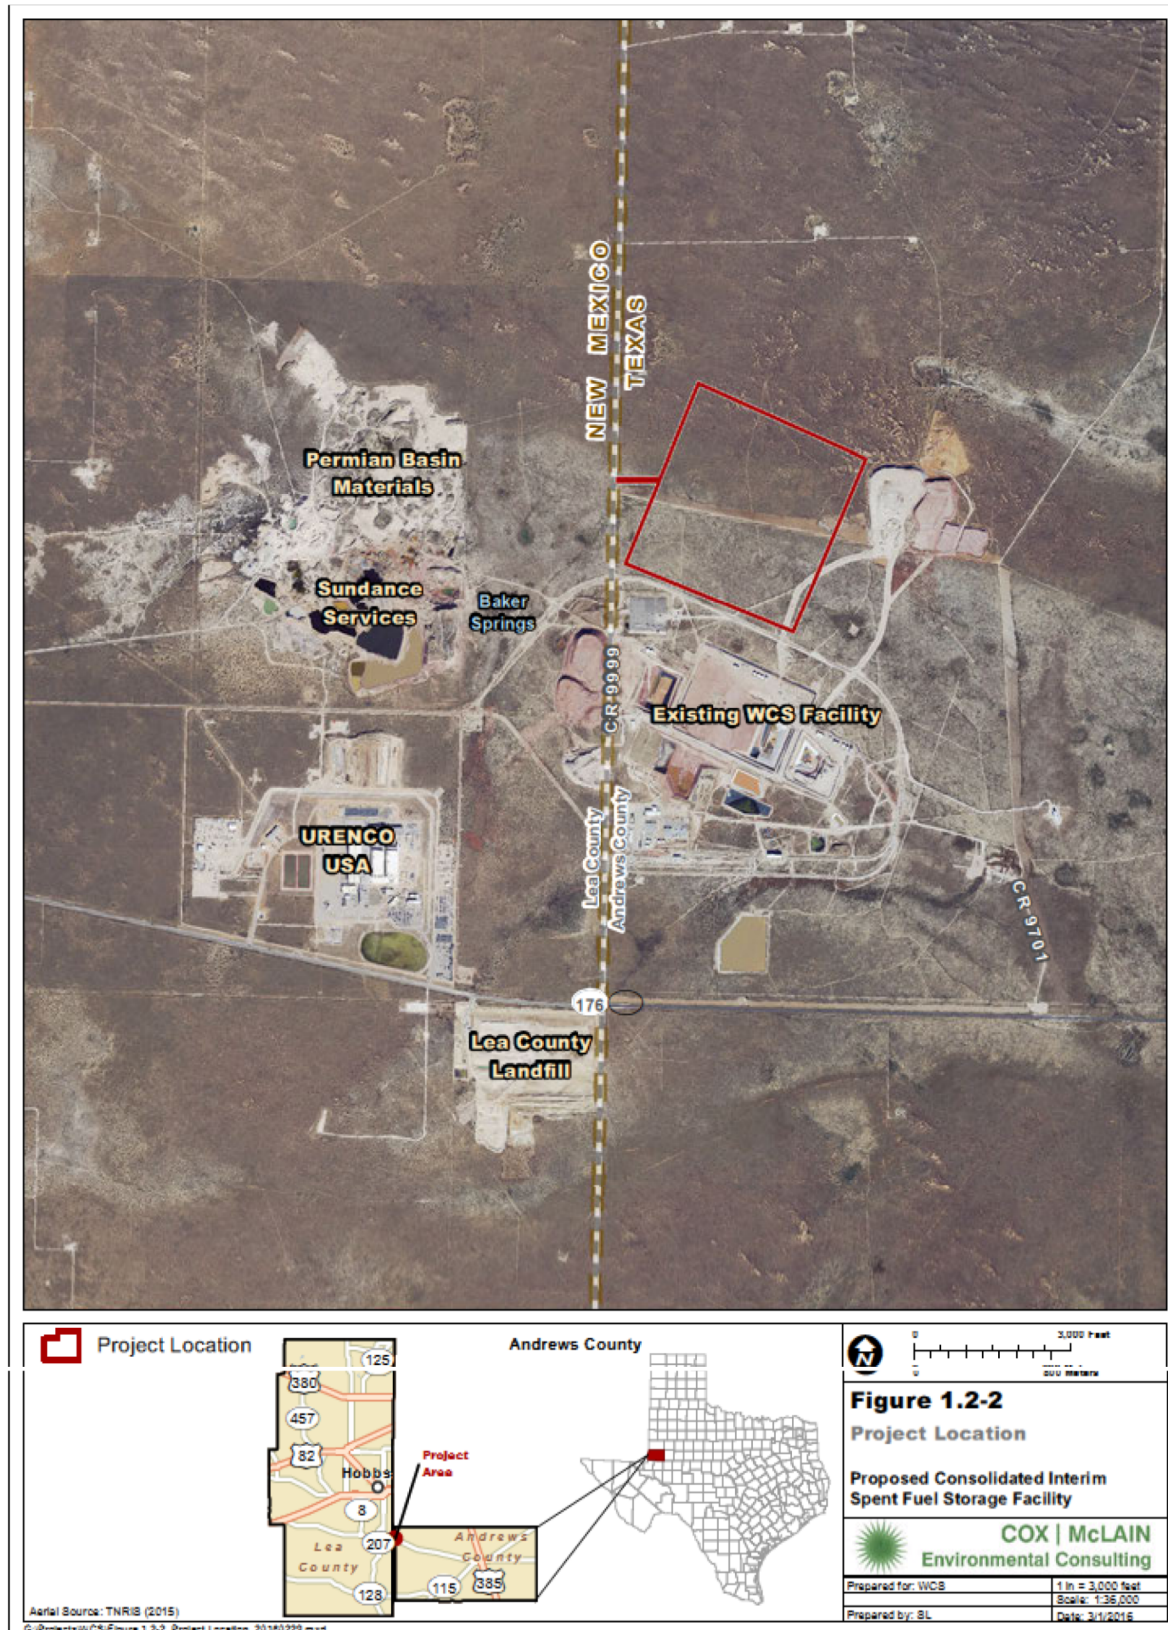 NEW MEXICO
TEXAS
Permian Basin
Materials
Sundance
Services
Baker
Springs
CR 9999
Existing WCS Facility
URENCO
USA
Lea County
Andrews County
CR 9701
176
Lea County
Landfill
Project Location
Andrews County
125
380
457
82
Hobbs
8
207
Lea
County
128
Project
Area
Andrews
County
115
385
Aerial Source: TNRIS (2015)
N
0
3,000 Feet
0
800 Meters
Figure 1.2-2
Project Location
Proposed Consolidated Interim
Spent Fuel Storage Facility
COX | McLAIN
Environmental Consulting
Prepared for: WCS
1 in = 3,000 feet
Scale: 1:36,000
Prepared by: SL
Date: 3/1/2016